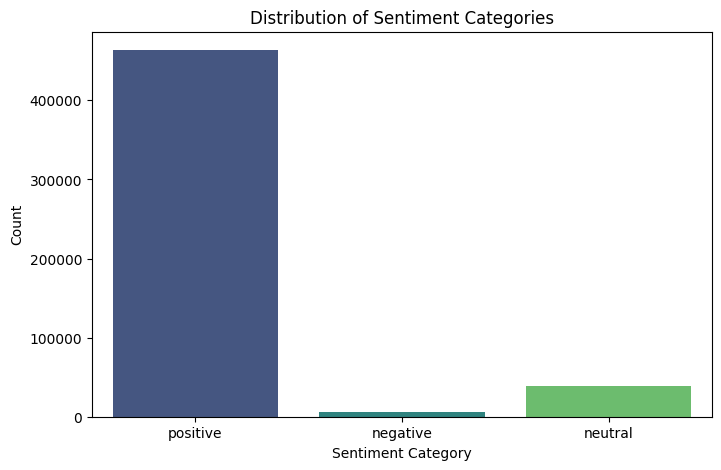 Distribution of Sentiment Categories
Count
400000
300000
200000
100000
0
positive negative neutral
Sentiment Category